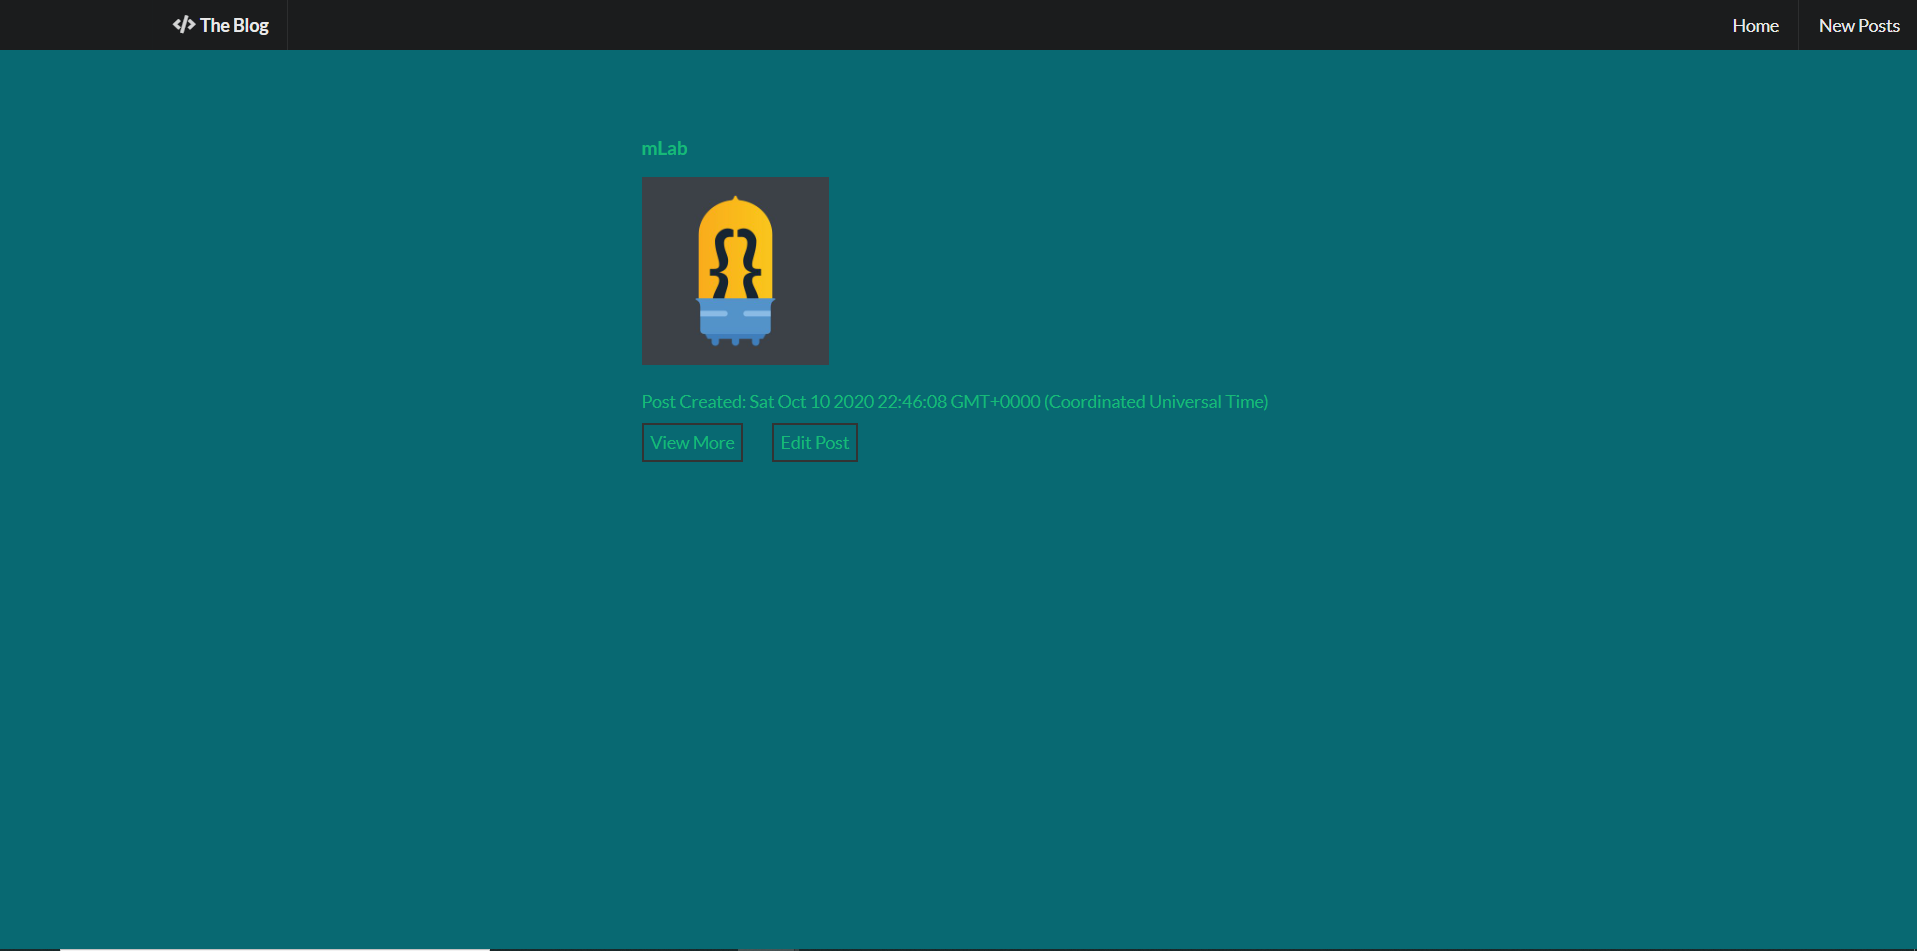 The Blog
Home
New Posts
mLab
Post Created: Sat Oct 10 2020 22:46:08 GMT+0000 (Coordinated Universal Time)
View More
Edit Post